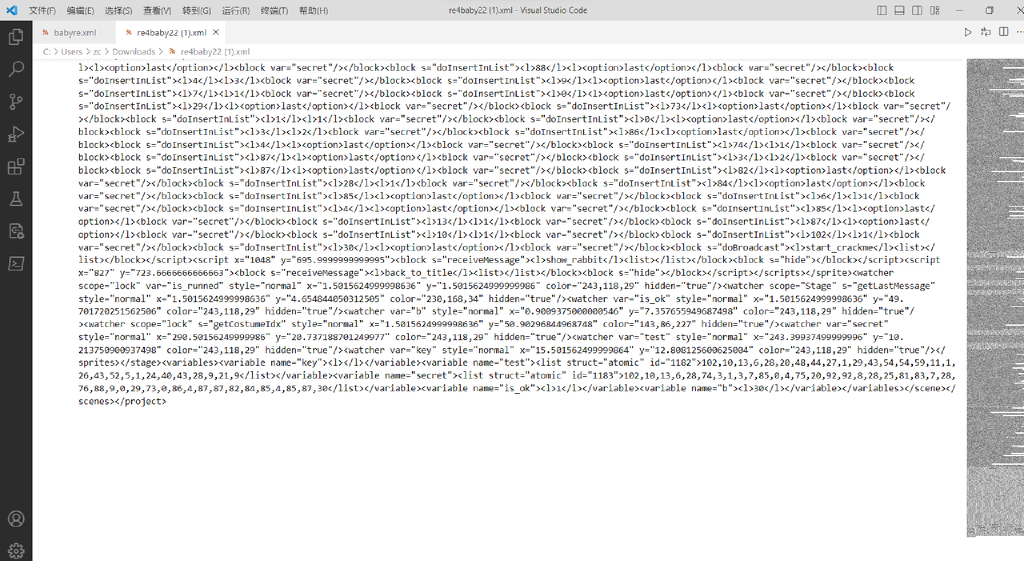 文件(F) 编辑(E) 选择(S) 查看(V) 转到(G) 运行(R) 终端(T) 帮助(H) re4baby22 (1).xml - Visual Studio Code
babyre.xml re4baby22 (1).xml
C: > Users > zc > Downloads > re4baby22 (1).xml
l><l><option>last</option></l><block var="secret"/></block><block s="doInsertInList"><l>88</l><l><option>last</option></l><block var="secret"/></block><block
s="doInsertInList"><l>4</l><l>3</l><block var="secret"/></block><block s="doInsertInList"><l>9</l><l><option>last</option></l><block var="secret"/></block><block
s="doInsertInList"><l>7</l><l>1</l><block var="secret"/></block><block s="doInsertInList"><l>0</l><l><option>last</option></l><block var="secret"/></block><block
s="doInsertInList"><l>29</l><l><option>last</option></l><block var="secret"/></block><block s="doInsertInList"><l>73</l><l><option>last</option></l><block var="secret"/
></block><block s="doInsertInList"><l>1</l><l>1</l><block var="secret"/></block><block s="doInsertInList"><l>0</l><l><option>last</option></l><block var="secret"/></
block><block s="doInsertInList"><l>3</l><l>2</l><block var="secret"/></block><block s="doInsertInList"><l>86</l><l><option>last</option></l><block var="secret"/></
block><block s="doInsertInList"><l>4</l><l><option>last</option></l><block var="secret"/></block><block s="doInsertInList"><l>74</l><l>1</l><block var="secret"/></
block><block s="doInsertInList"><l>87</l><l><option>last</option></l><block var="secret"/></block><block s="doInsertInList"><l>3</l><l>2</l><block var="secret"/></
block><block s="doInsertInList"><l>87</l><l><option>last</option></l><block var="secret"/></block><block s="doInsertInList"><l>82</l><l><option>last</option></l><block
var="secret"/></block><block s="doInsertInList"><l>28</l><l>1</l><block var="secret"/></block><block s="doInsertInList"><l>84</l><l><option>last</option></l><block
var="secret"/></block><block s="doInsertInList"><l>85</l><l><option>last</option></l><block var="secret"/></block><block s="doInsertInList"><l>6</l><l>1</l><block
var="secret"/></block><block s="doInsertInList"><l>4</l><l><option>last</option></l><block var="secret"/></block><block s="doInsertInList"><l>85</l><l><option>last</
option></l><block var="secret"/></block><block s="doInsertInList"><l>13</l><l>1</l><block var="secret"/></block><block s="doInsertInList"><l>87</l><l><option>last</
option></l><block var="secret"/></block><block s="doInsertInList"><l>10</l><l>1</l><block var="secret"/></block><block s="doInsertInList"><l>102</l><l>1</l><block
var="secret"/></block><block s="doInsertInList"><l>30</l><l><option>last</option></l><block var="secret"/></block><block s="doBroadcast"><l>start_crackme</l><list></
list></block></script><script x="1048" y="695.9999999999995"><block s="receiveMessage"><l>show_rabbit</l><list></list></block><block s="hide"></block></script><script
x="827" y="723.6666666666663"><block s="receiveMessage"><l>back_to_title</l><list></list></block><block s="hide"></block></script></scripts></sprite><watcher
scope="lock" var="is_runned" style="normal" x="1.5015624999998636" y="1.501562499999986" color="243,118,29" hidden="true"/><watcher scope="Stage" s="getLastMessage"
style="normal" x="1.5015624999998636" y="4.654844050312505" color="230,168,34" hidden="true"/><watcher var="is_ok" style="normal" x="1.5015624999998636" y="49.
701720251562506" color="243,118,29" hidden="true"/><watcher var="b" style="normal" x="0.9009375000000546" y="7.357655949687498" color="243,118,29" hidden="true"/
><watcher scope="lock" s="getCostumeIdx" style="normal" x="1.5015624999998636" y="50.90296844968748" color="143,86,227" hidden="true"/><watcher var="secret"
style="normal" x="290.501562499986" y="20.737188701249977" color="243,118,29" hidden="true"/><watcher var="test" style="normal" x="243.39937499999996" y="10.
213750900937498" color="243,118,29" hidden="true"/><watcher var="key" style="normal" x="15.501562499999864" y="12.808125600625004" color="243,118,29" hidden="true"/></
sprites></stage><variables><variable name="key"><l></l></variable><variable name="test"><list struct="atomic" id="1182">102,10,13,6,28,20,48,44,27,1,29,43,54,54,59,11,1,
26,43,52,5,1,24,40,43,28,9,21,9</list></variable><variable name="secret"><list struct="atomic" id="1183">102,10,13,6,28,74,3,1,3,7,85,0,4,75,20,92,92,8,28,25,81,83,7,28,
76,88,9,0,29,73,0,86,4,87,87,82,84,85,4,85,87,30</list></variable><variable name="is_ok"><l>1</l></variable><variable name="b"><l>30</l></variable></variables></scene></
scenes></project>